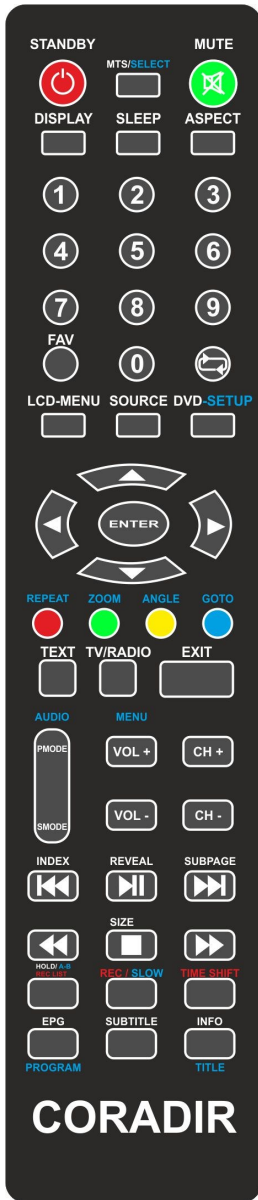 STANDBY MUTE
MTS/SELECT
DISPLAY SLEEP ASPECT
1 2 3
4 5 6
7 8 9
FAV
0
LCD-MENU SOURCE DVD-SETUP
ENTER
REPEAT ZOOM ANGLE GOTO
TEXT TV/RADIO EXIT
AUDIO MENU
PMODE VOL + CH +
SMODE VOL - CH -
INDEX REVEAL SUBPAGE
SIZE
HOLD/ A-B REC / SLOW TIME SHIFT
REC LIST
EPG SUBTITLE INFO
PROGRAM TITLE
CORADIR